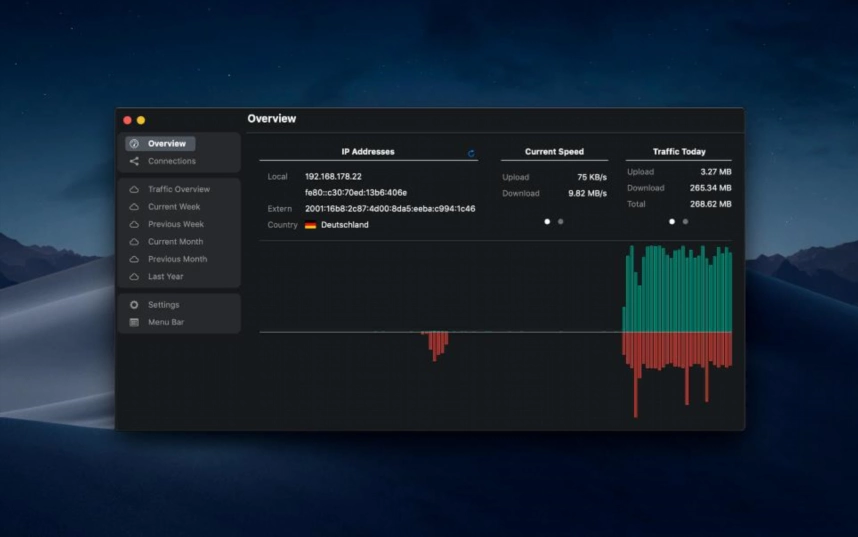 Overview
Overview
Connections
Traffic Overview
Current Week
Previous Week
Current Month
Previous Month
Last Year
Settings
Menu Bar
IP Addresses
Local 192.168.178.22
fe80::c30:70ed:13b6:406e
Extern 2001:16b8:2c87:4d00:8da5:eeba:c994:1c46
Country Deutschland
Current Speed
Upload 75 KB/s
Download 9.82 MB/s
Traffic Today
Upload 3.27 MB
Download 265.34 MB
Total 268.62 MB